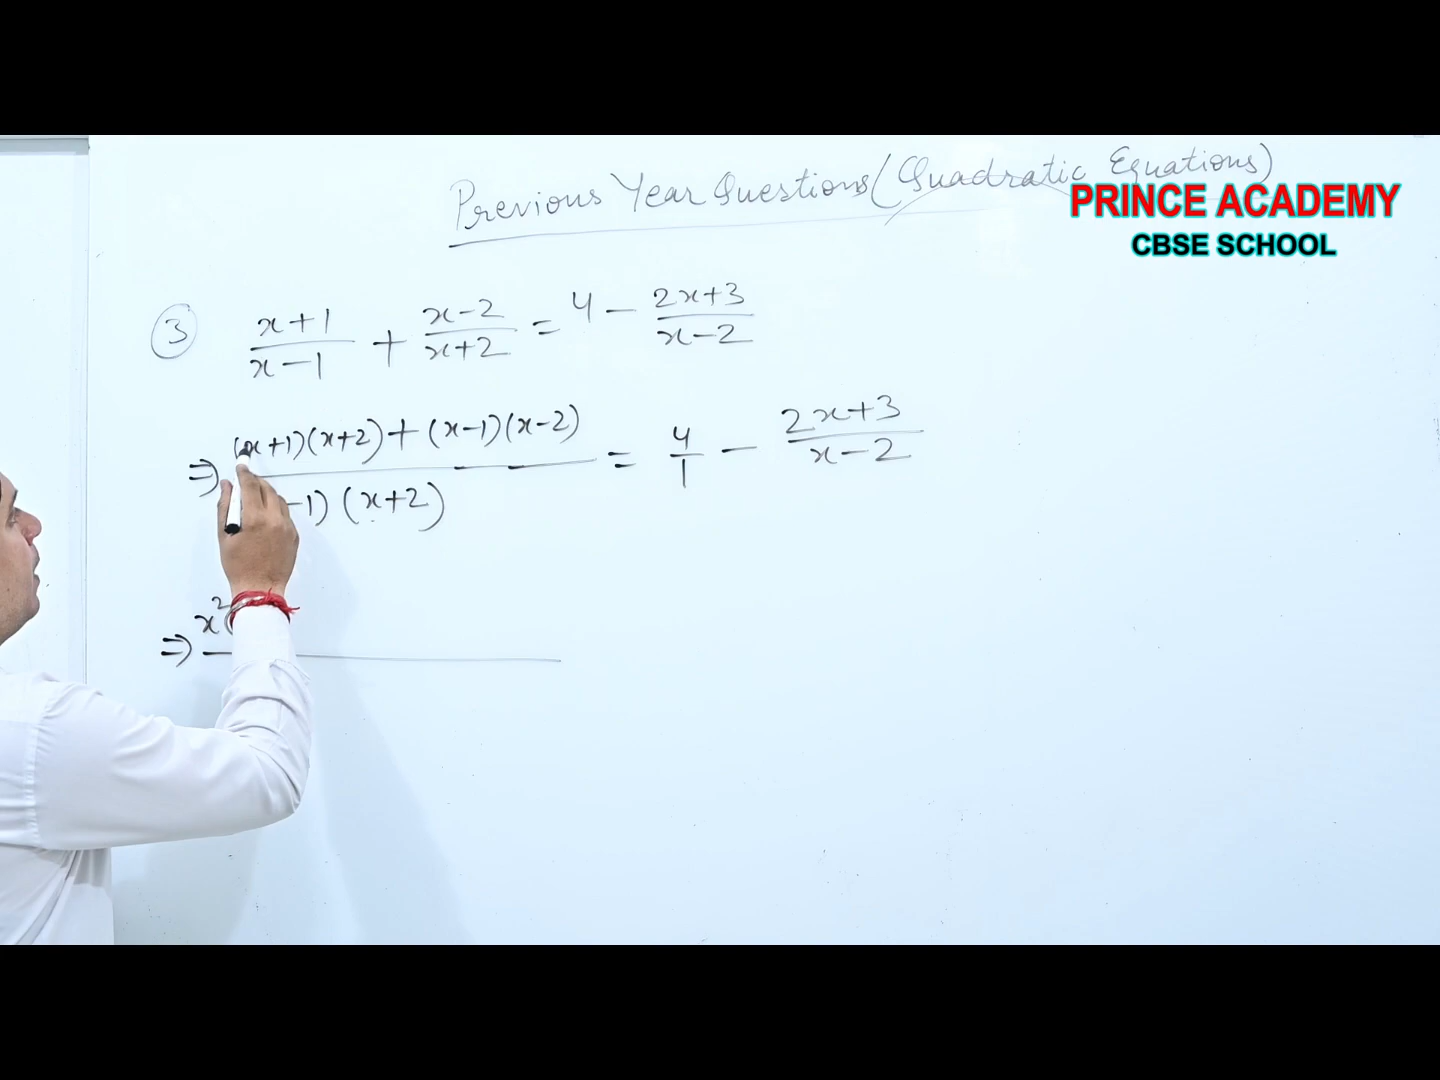 Previous Year Questions (Quadratic Equations)
PRINCE ACADEMY
CBSE SCHOOL
③ (x+1)/(x-1) + (x-2)/(x+2) = 4 - (2x+3)/(x-2)
⇒ (x+1)(x+2) + (x-1)(x-2) / -1)(x+2) = 4/1 - (2x+3)/(x-2)
⇒ x²